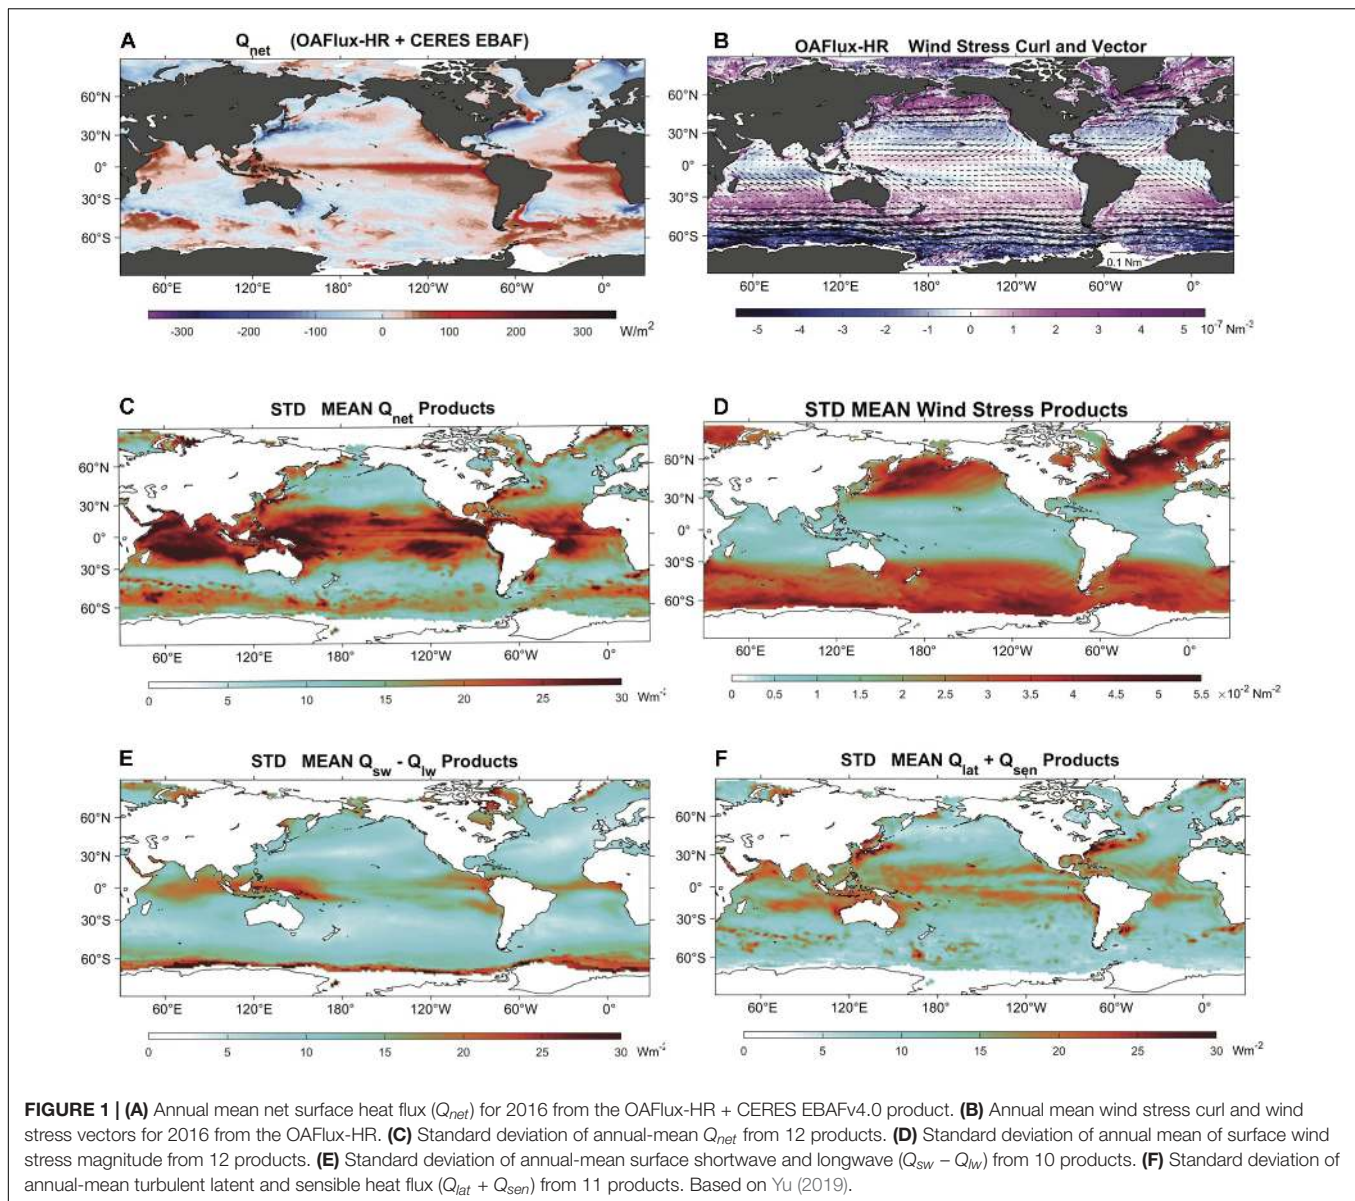 A
Q_net (OAFlux-HR + CERES EBAF)
60°N
30°N
0°
30°S
60°S
60°E 120°E 180° 120°W 60°W 0°
-300 -200 -100 0 100 200 300 W/m²
B
OAFlux-HR Wind Stress Curl and Vector
60°N
30°N
0°
30°S
60°S
0.1 Nm
60°E 120°E 180° 120°W 60°W 0°
-5 -4 -3 -2 -1 0 1 2 3 4 5 10⁻⁷ Nm⁻²
C
STD MEAN Q_net Products
60°N
30°N
0°
30°S
60°S
60°E 120°E 180° 120°W 60°W 0°
0 5 10 15 20 25 30 Wm⁻²
D
STD MEAN Wind Stress Products
60°N
30°N
0°
30°S
60°S
60°E 120°E 180° 120°W 60°W 0°
0 0.5 1 1.5 2 2.5 3 3.5 4 4.5 5 5.5 ×10⁻² Nm⁻²
E
STD MEAN Q_sw - Q_lw Products
60°N
30°N
0°
30°S
60°S
60°E 120°E 180° 120°W 60°W 0°
0 5 10 15 20 25 30 Wm⁻²
F
STD MEAN Q_lat + Q_sen Products
60°N
30°N
0°
30°S
60°S
60°E 120°E 180° 120°W 60°W 0°
0 5 10 15 20 25 30 Wm⁻²
FIGURE 1 | (A) Annual mean net surface heat flux (Q_net) for 2016 from the OAFlux-HR + CERES EBAFv4.0 product. (B) Annual mean wind stress curl and wind
stress vectors for 2016 from the OAFlux-HR. (C) Standard deviation of annual-mean Q_net from 12 products. (D) Standard deviation of annual mean of surface wind
stress magnitude from 12 products. (E) Standard deviation of annual-mean surface shortwave and longwave (Q_sw – Q_lw) from 10 products. (F) Standard deviation of
annual-mean turbulent latent and sensible heat flux (Q_lat + Q_sen) from 11 products. Based on Yu (2019).